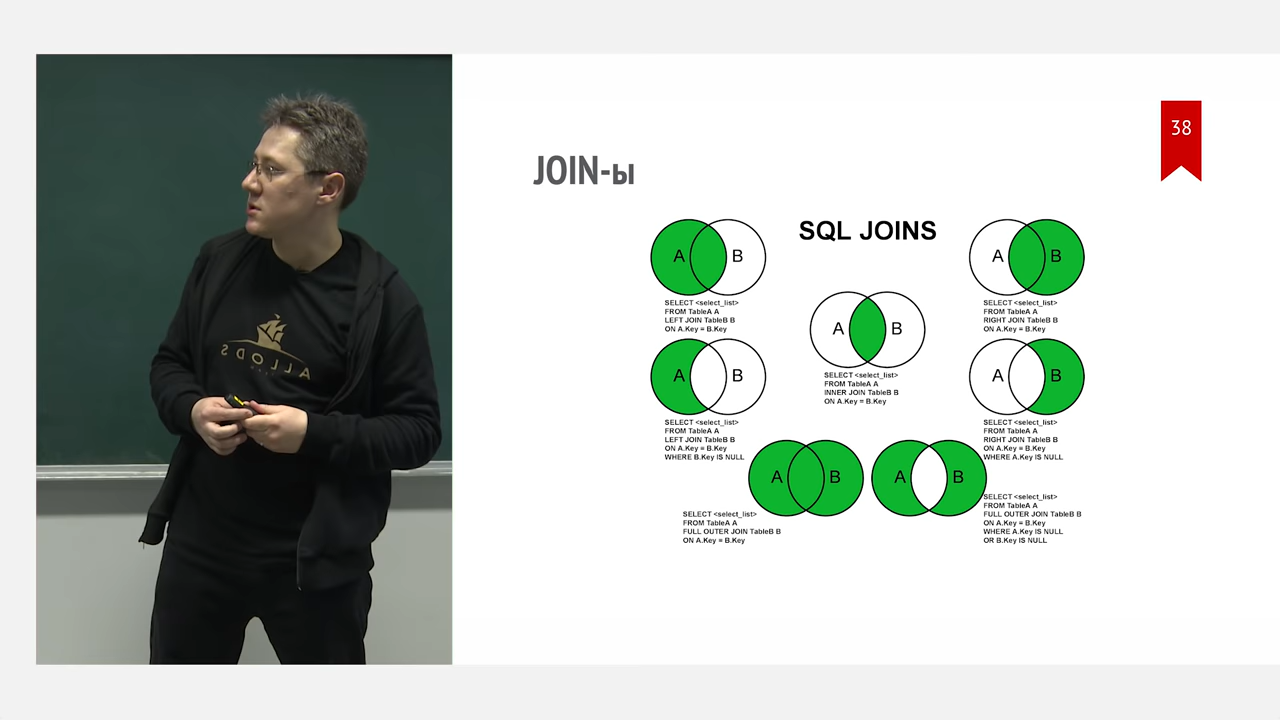 ALLODS
38
JOIN-ы
SQL JOINS
A B
SELECT <select_list>
FROM TableA A
LEFT JOIN TableB B
ON A.Key = B.Key
A B
SELECT <select_list>
FROM TableA A
RIGHT JOIN TableB B
ON A.Key = B.Key
A B
SELECT <select_list>
FROM TableA A
INNER JOIN TableB B
ON A.Key = B.Key
A B
SELECT <select_list>
FROM TableA A
LEFT JOIN TableB B
ON A.Key = B.Key
WHERE B.Key IS NULL
A B
SELECT <select_list>
FROM TableA A
RIGHT JOIN TableB B
ON A.Key = B.Key
WHERE A.Key IS NULL
A B
SELECT <select_list>
FROM TableA A
FULL OUTER JOIN TableB B
ON A.Key = B.Key
A B
SELECT <select_list>
FROM TableA A
FULL OUTER JOIN TableB B
ON A.Key = B.Key
WHERE A.Key IS NULL
OR B.Key IS NULL